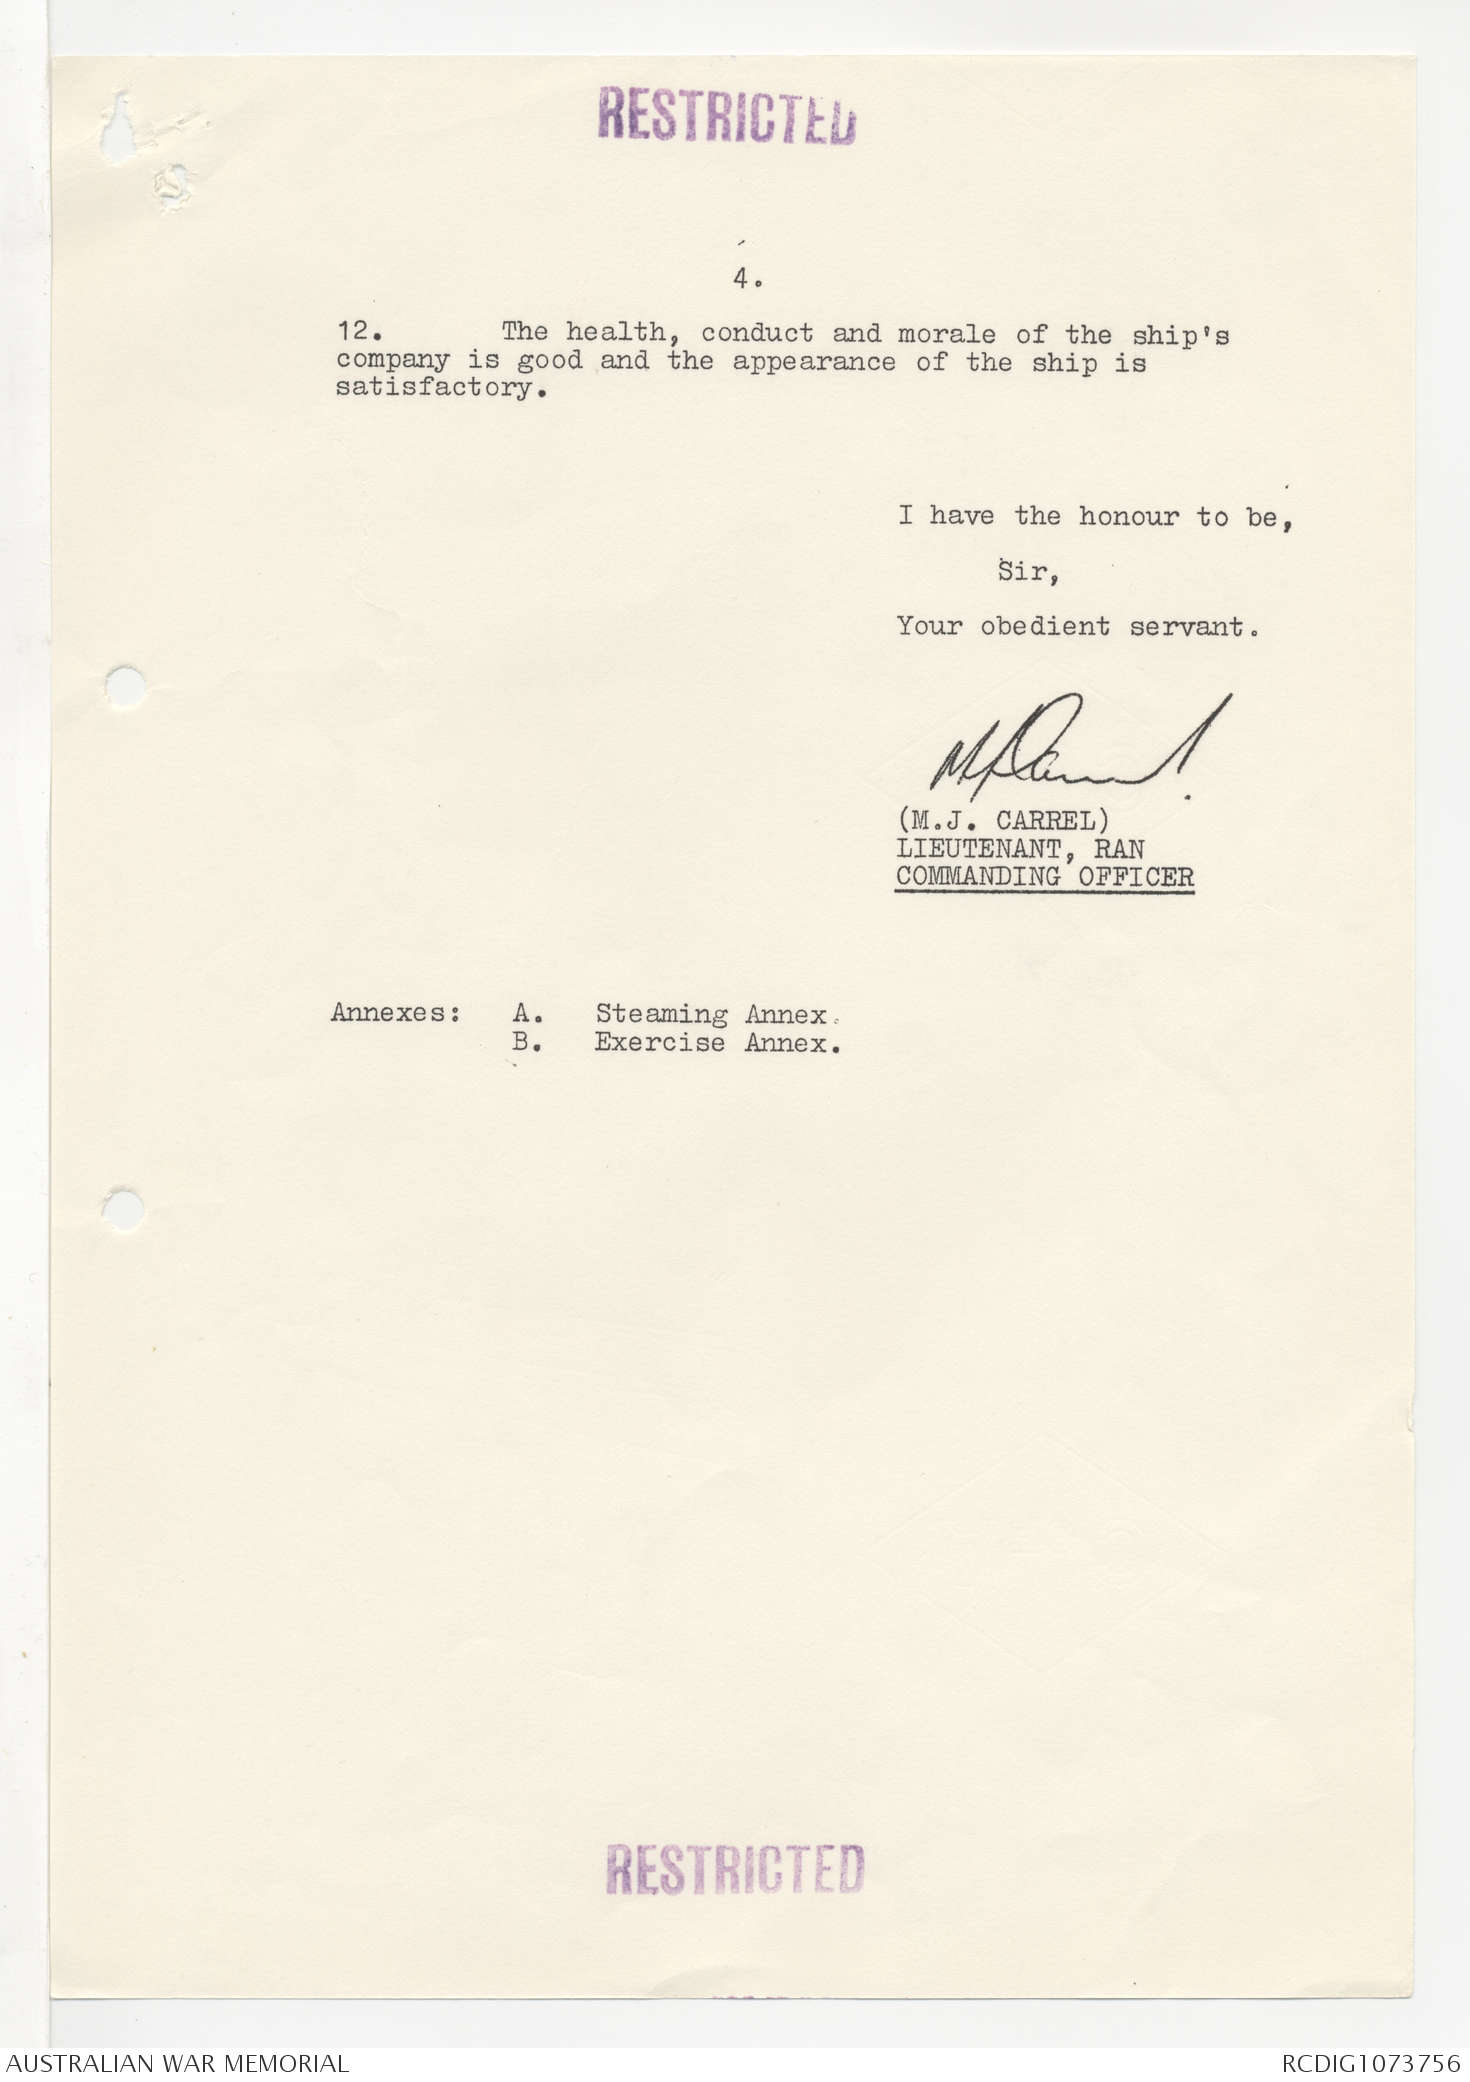 RESTRICTED
4.
12. The health, conduct and morale of the ship's
company is good and the appearance of the ship is
satisfactory.
I have the honour to be,
Sir,
Your obedient servant.
(M.J. CARREL)
LIEUTENANT, RAN
COMMANDING OFFICER
Annexes: A. Steaming Annex.
B. Exercise Annex.
RESTRICTED
AUSTRALIAN WAR MEMORIAL
RCDIG1073756